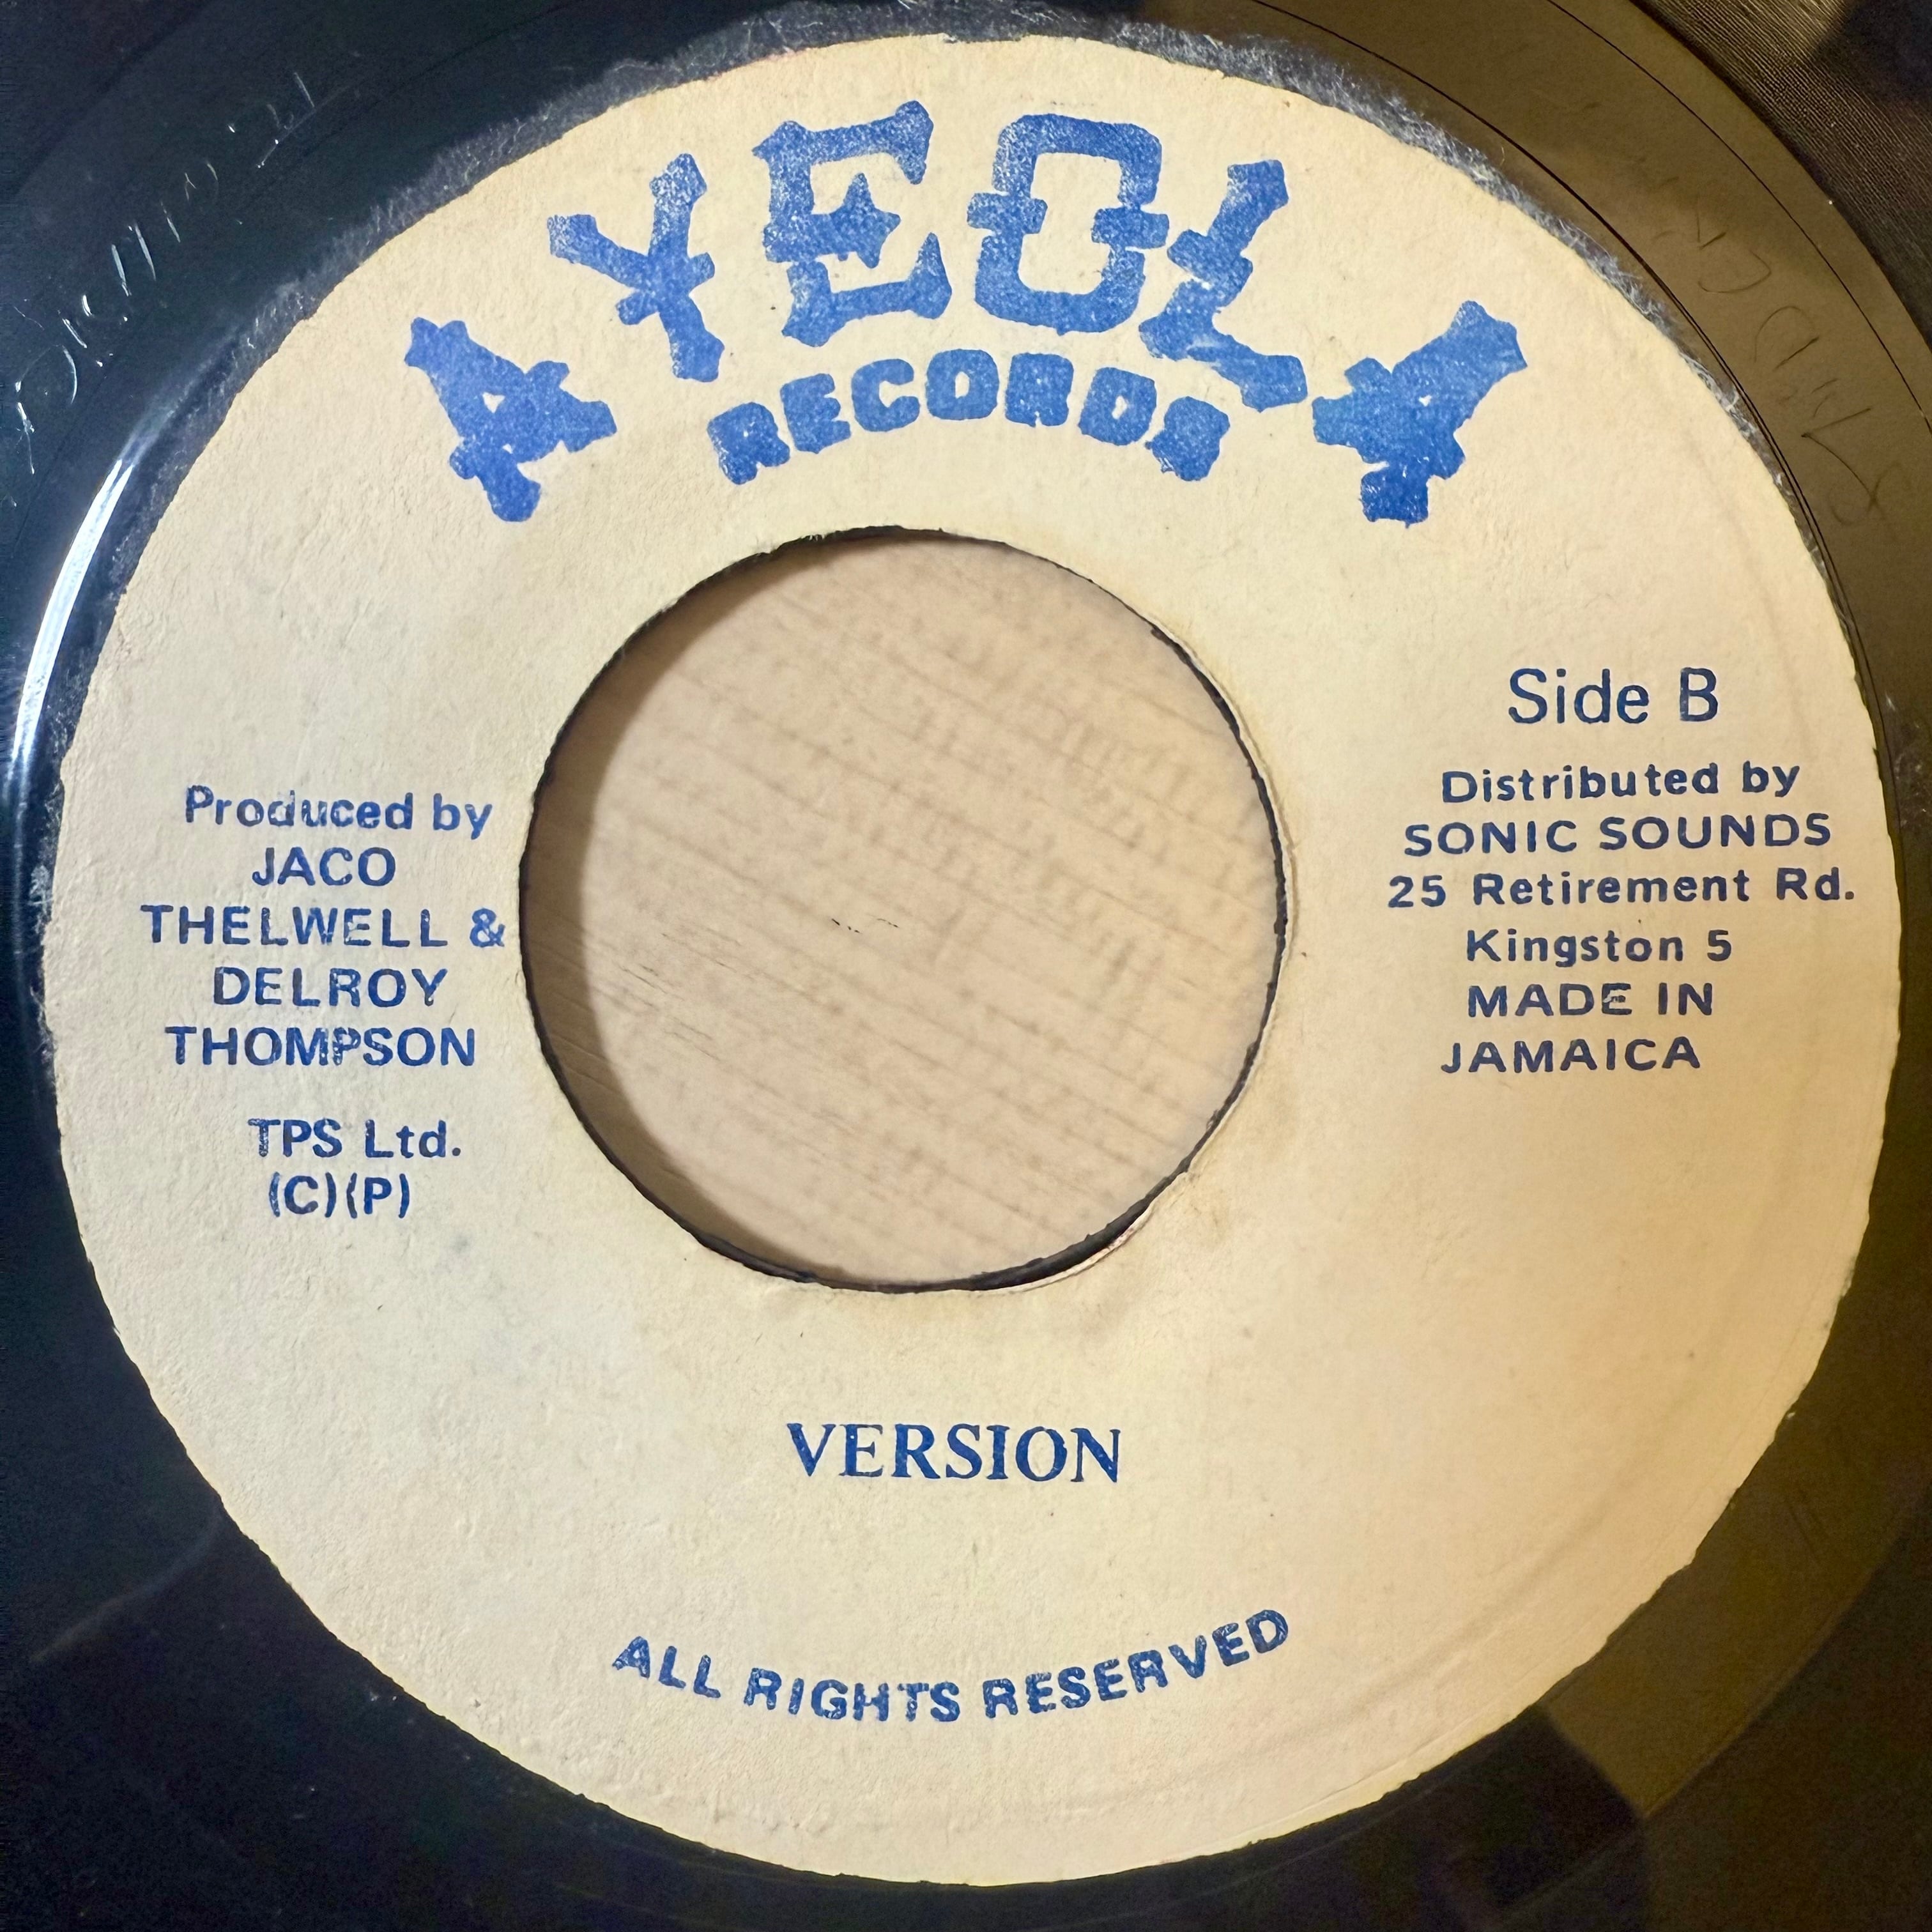 AYEOLA
RECORDS
Side B
Produced by
JACO
THELWELL &
DELROY
THOMPSON
TPS Ltd.
(C)(P)
Distributed by
SONIC SOUNDS
25 Retirement Rd.
Kingston 5
MADE IN
JAMAICA
VERSION
ALL RIGHTS RESERVED